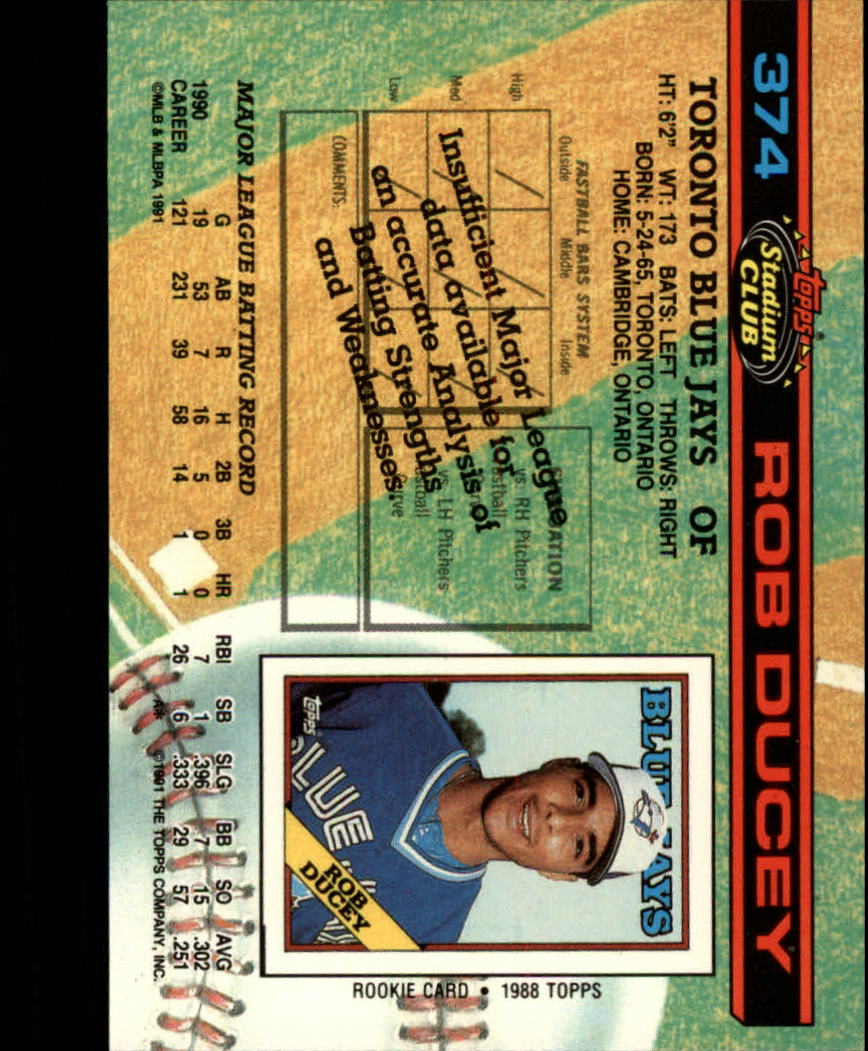 374
topps®
Stadium
CLUB
ROB DUCEY
TORONTO BLUE JAYS OF
HT: 6'2" WT: 173 BATS: LEFT THROWS: RIGHT
BORN: 5-24-65, TORONTO, ONTARIO
HOME: CAMBRIDGE, ONTARIO
FASTBALL BARS SYSTEM
Outside Middle Inside
High
Med
Low
vs. RH Pitchers
vs. LH Pitchers
Insufficient Major League
data available for
an accurate Analysis of
Batting Strengths
and Weaknesses.
COMMENTS:
MAJOR LEAGUE BATTING RECORD
G AB R H 2B 3B HR RBI SB SLG BB SO AVG
1990 19 53 7 16 5 0 0 7 1 .396 7 15 .302
CAREER 121 231 39 58 14 1 1 26 6 .333 29 57 .251
©MLB & MLBPA 1991
A* ©1991 THE TOPPS COMPANY, INC.
BLUE JAYS
TOPPS
BLUE
ROB
DUCEY
ROOKIE CARD • 1988 TOPPS